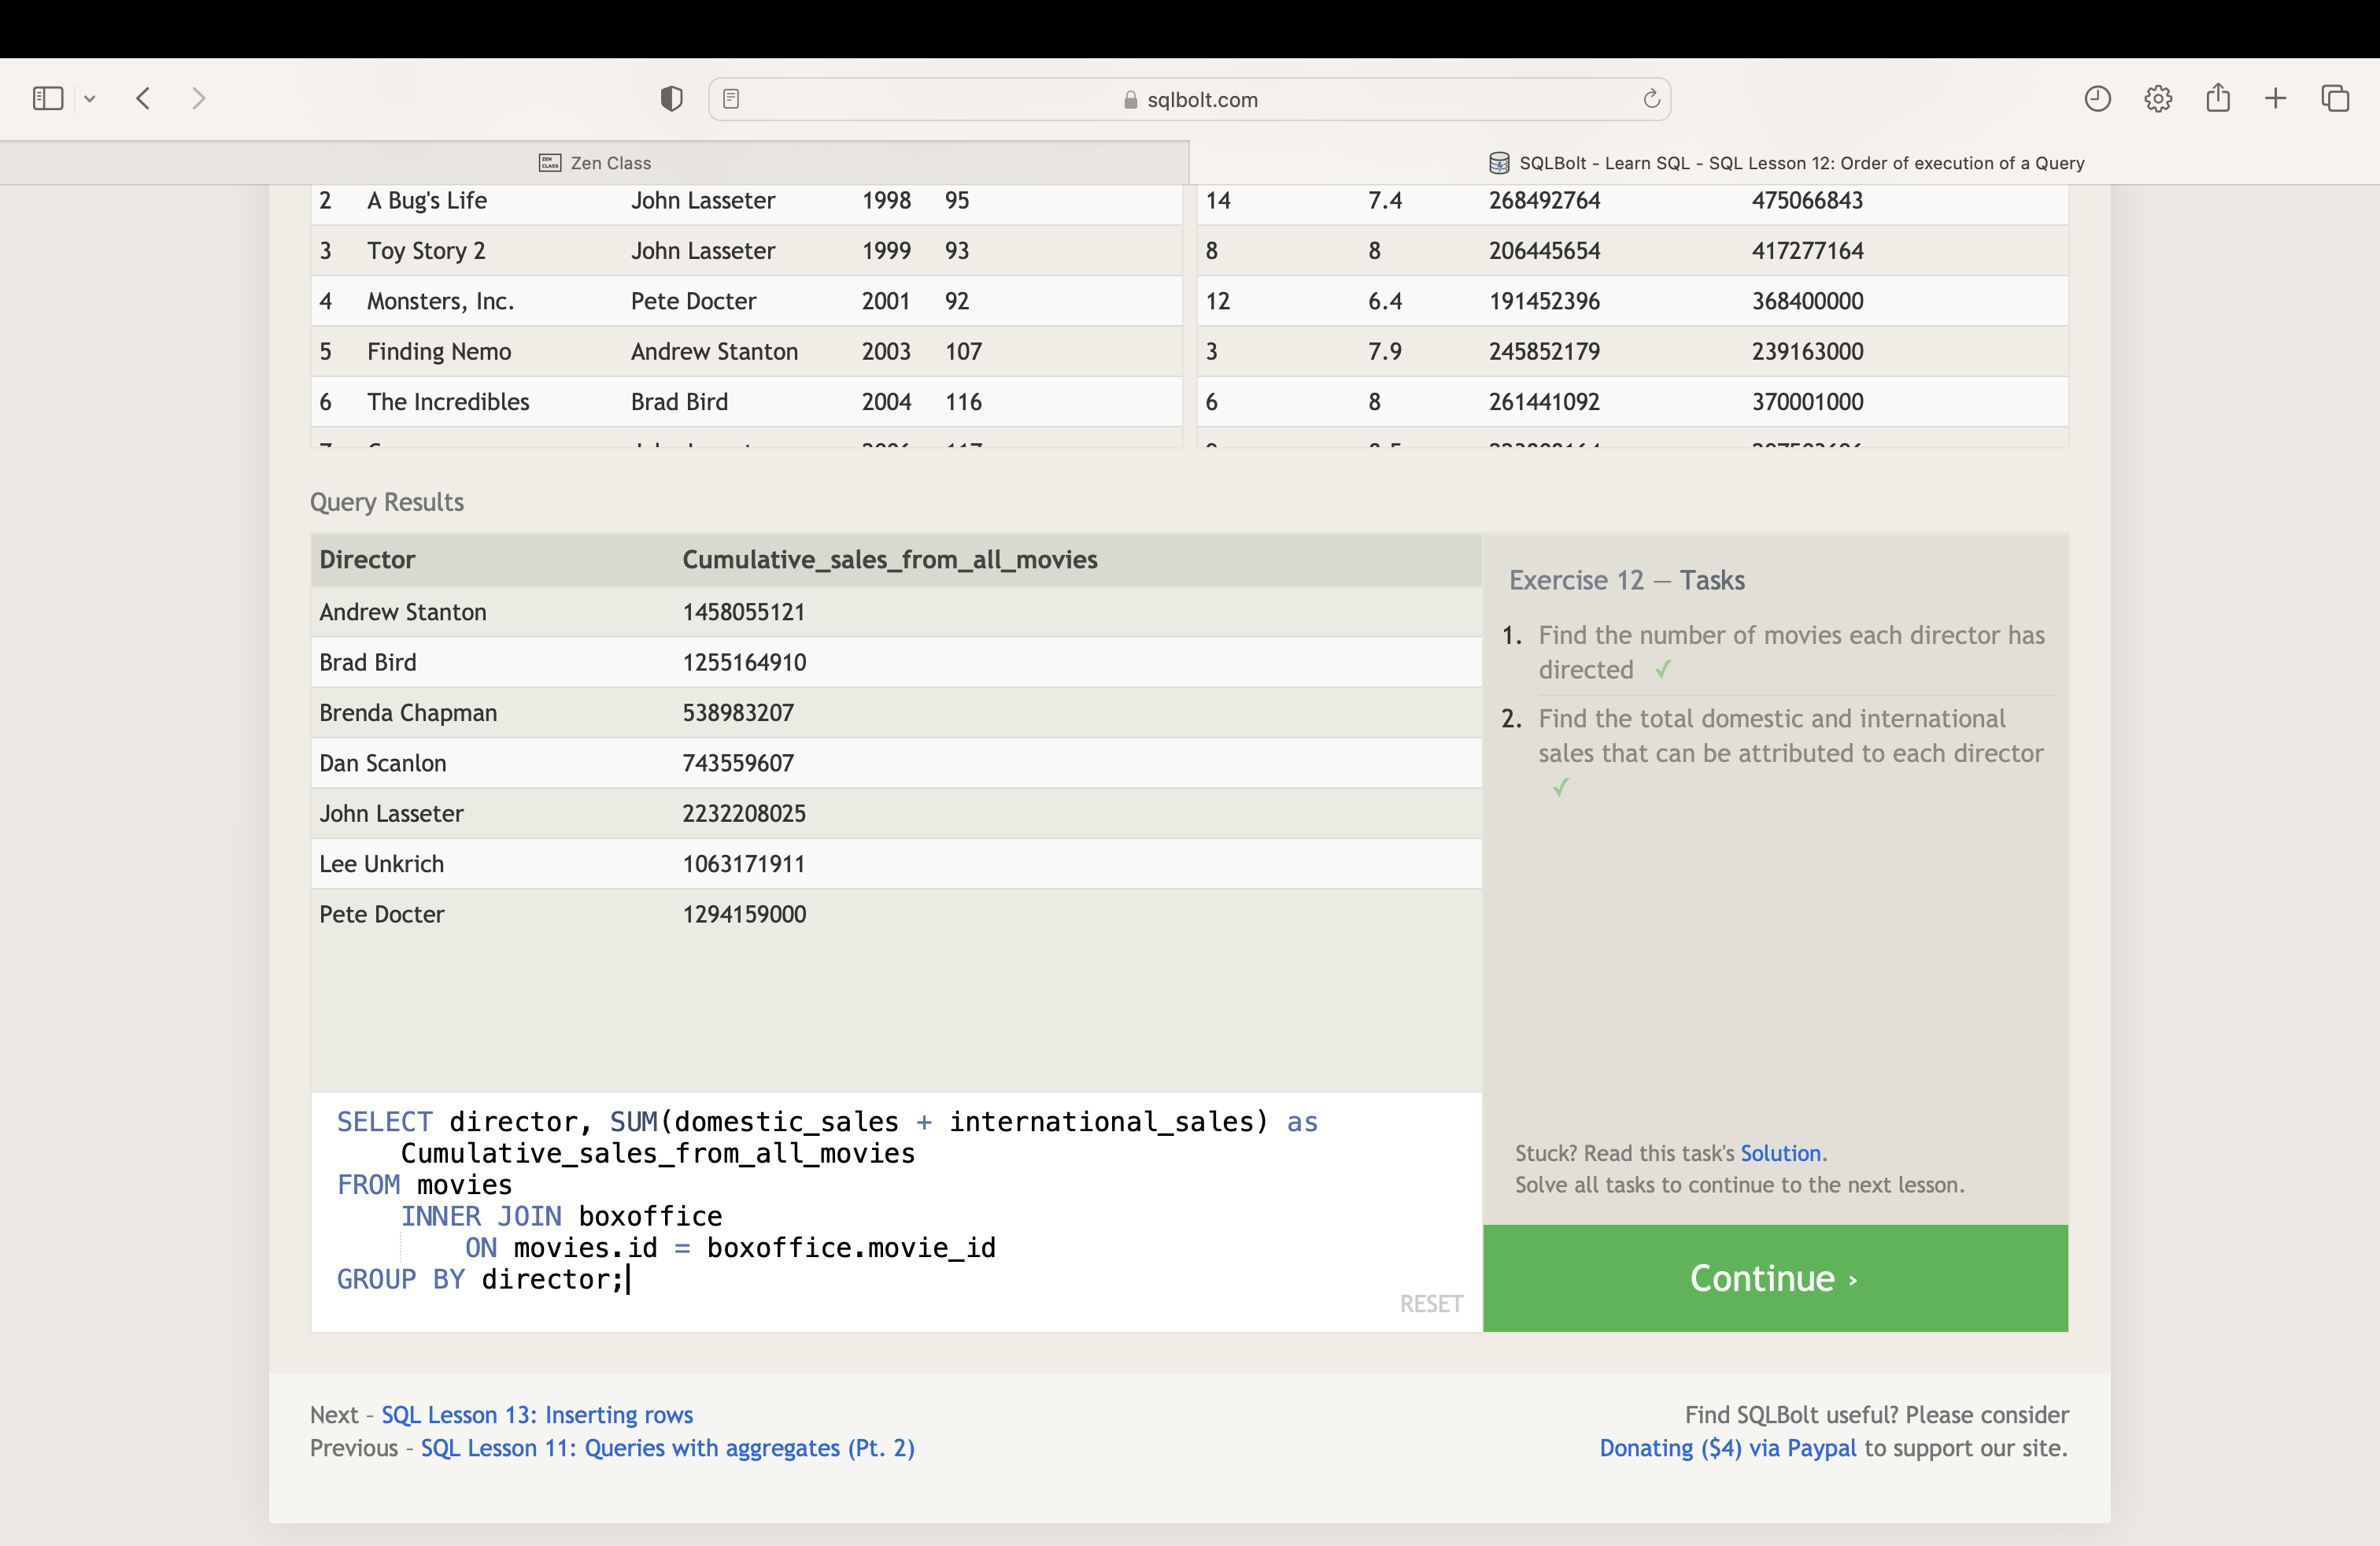 sqlbolt.com
ZEN CLASS Zen Class
SQLBolt - Learn SQL - SQL Lesson 12: Order of execution of a Query
2 A Bug's Life John Lasseter 1998 95
14 7.4 268492764 475066843
3 Toy Story 2 John Lasseter 1999 93
8 8 206445654 417277164
4 Monsters, Inc. Pete Docter 2001 92
12 6.4 191452396 368400000
5 Finding Nemo Andrew Stanton 2003 107
3 7.9 245852179 239163000
6 The Incredibles Brad Bird 2004 116
6 8 261441092 370001000
Query Results
Director Cumulative_sales_from_all_movies
Andrew Stanton 1458055121
Brad Bird 1255164910
Brenda Chapman 538983207
Dan Scanlon 743559607
John Lasseter 2232208025
Lee Unkrich 1063171911
Pete Docter 1294159000
Exercise 12 — Tasks
1. Find the number of movies each director has
directed ✓
2. Find the total domestic and international
sales that can be attributed to each director
✓
SELECT director, SUM(domestic_sales + international_sales) as
Cumulative_sales_from_all_movies
FROM movies
INNER JOIN boxoffice
ON movies.id = boxoffice.movie_id
GROUP BY director;
RESET
Stuck? Read this task's Solution.
Solve all tasks to continue to the next lesson.
Continue ›
Next – SQL Lesson 13: Inserting rows
Previous – SQL Lesson 11: Queries with aggregates (Pt. 2)
Find SQLBolt useful? Please consider
Donating ($4) via Paypal to support our site.